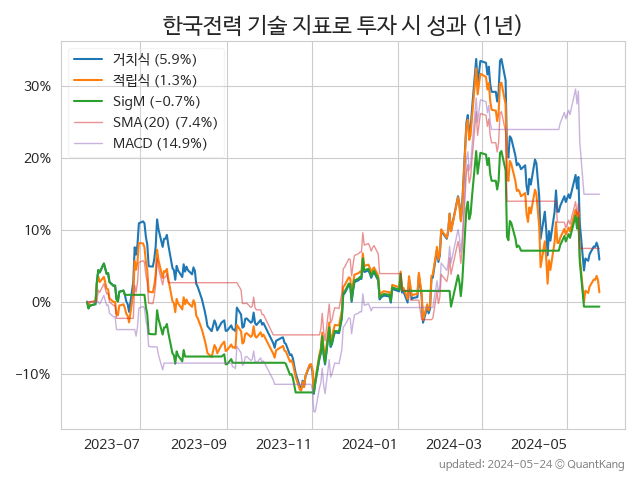 한국전력 기술 지표로 투자 시 성과 (1년)
거치식 (5.9%)
적립식 (1.3%)
SigM (−0.7%)
SMA(20) (7.4%)
MACD (14.9%)
30%
20%
10%
0%
−10%
2023-07 2023-09 2023-11 2024-01 2024-03 2024-05
updated: 2024-05-24 © QuantKang